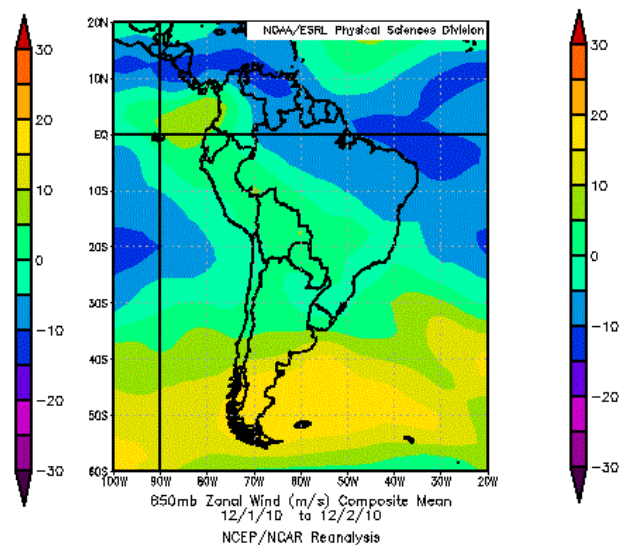 NOAA/ESRL Physical Sciences Division
20N
10N
EQ
10S
20S
30S
40S
50S
60S
100W 90W 80W 70W 60W 50W 40W 30W 20W
30
20
10
0
-10
-20
-30
30
20
10
0
-10
-20
-30
850mb Zonal Wind (m/s) Composite Mean
12/1/10 to 12/2/10
NCEP/NCAR Reanalysis